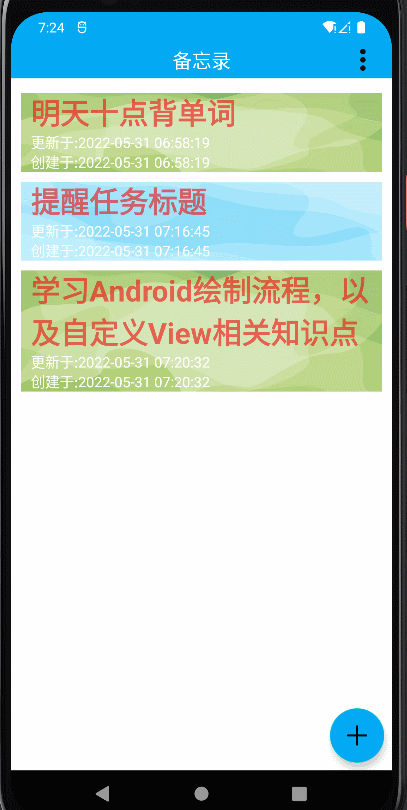 7:24
备忘录
明天十点背单词
更新于:2022-05-31 06:58:19
创建于:2022-05-31 06:58:19
提醒任务标题
更新于:2022-05-31 07:16:45
创建于:2022-05-31 07:16:45
学习Android绘制流程，以
及自定义View相关知识点
更新于:2022-05-31 07:20:32
创建于:2022-05-31 07:20:32